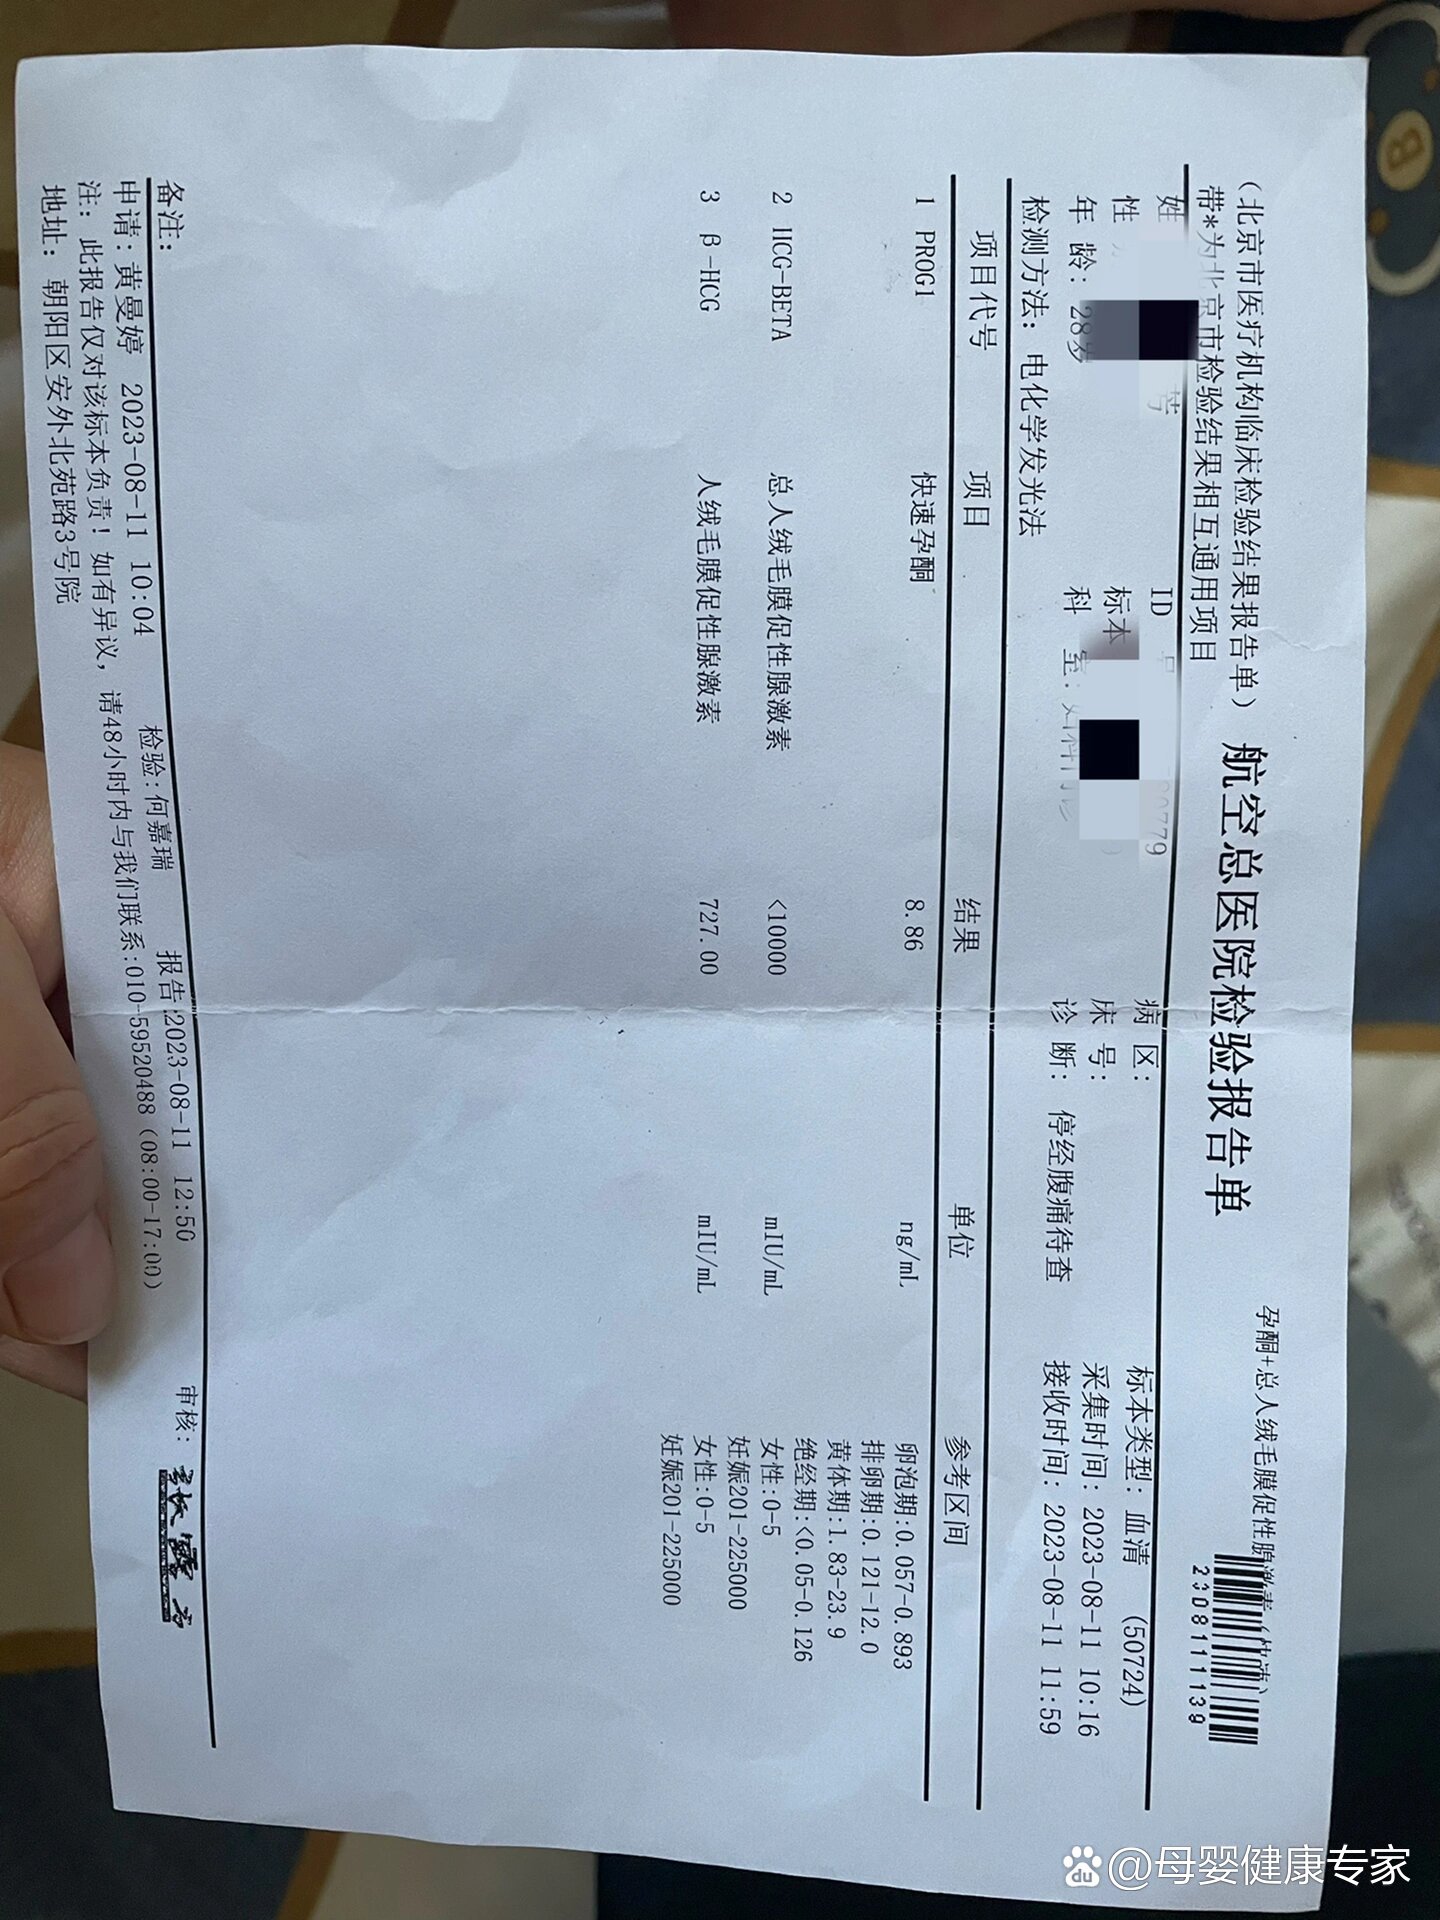 (北京市医疗机构临床检验结果报告单) 航空总医院检验报告单 孕酮+总人绒毛膜促性腺激素
带*为北京市检验结果相互通用项目
2308111139
姓 ID 病 区: 标本类型: 血清 (50724)
性 标本 床 号: 采集时间: 2023-08-11 10:16
年 龄: 28岁 科 室: 妇科门诊 诊 断: 停经腹痛待查 接收时间: 2023-08-11 11:59
检测方法: 电化学发光法
项目代号 项目 结果 单位 参考区间
1 PROG1 快速孕酮 8.86 ng/mL 卵泡期:0.057-0.893
排卵期:0.121-12.0
黄体期:1.83-23.9
绝经期:<0.05-0.126
2 HCG-BETA 总人绒毛膜促性腺激素 <10000 mIU/mL 女性:0-5
妊娠201-225000
3 β-HCG 人绒毛膜促性腺激素 727.00 mIU/mL 女性:0-5
妊娠201-225000
备注:
申请: 黄曼婷 2023-08-11 10:04 检验: 何嘉瑞 报告:2023-08-11 12:50 审核:
注: 此报告仅对该标本负责! 如有异议, 请48小时内与我们联系:010-59520488 (08:00-17:00)
地址: 朝阳区安外北苑路3号院
B
@母婴健康专家